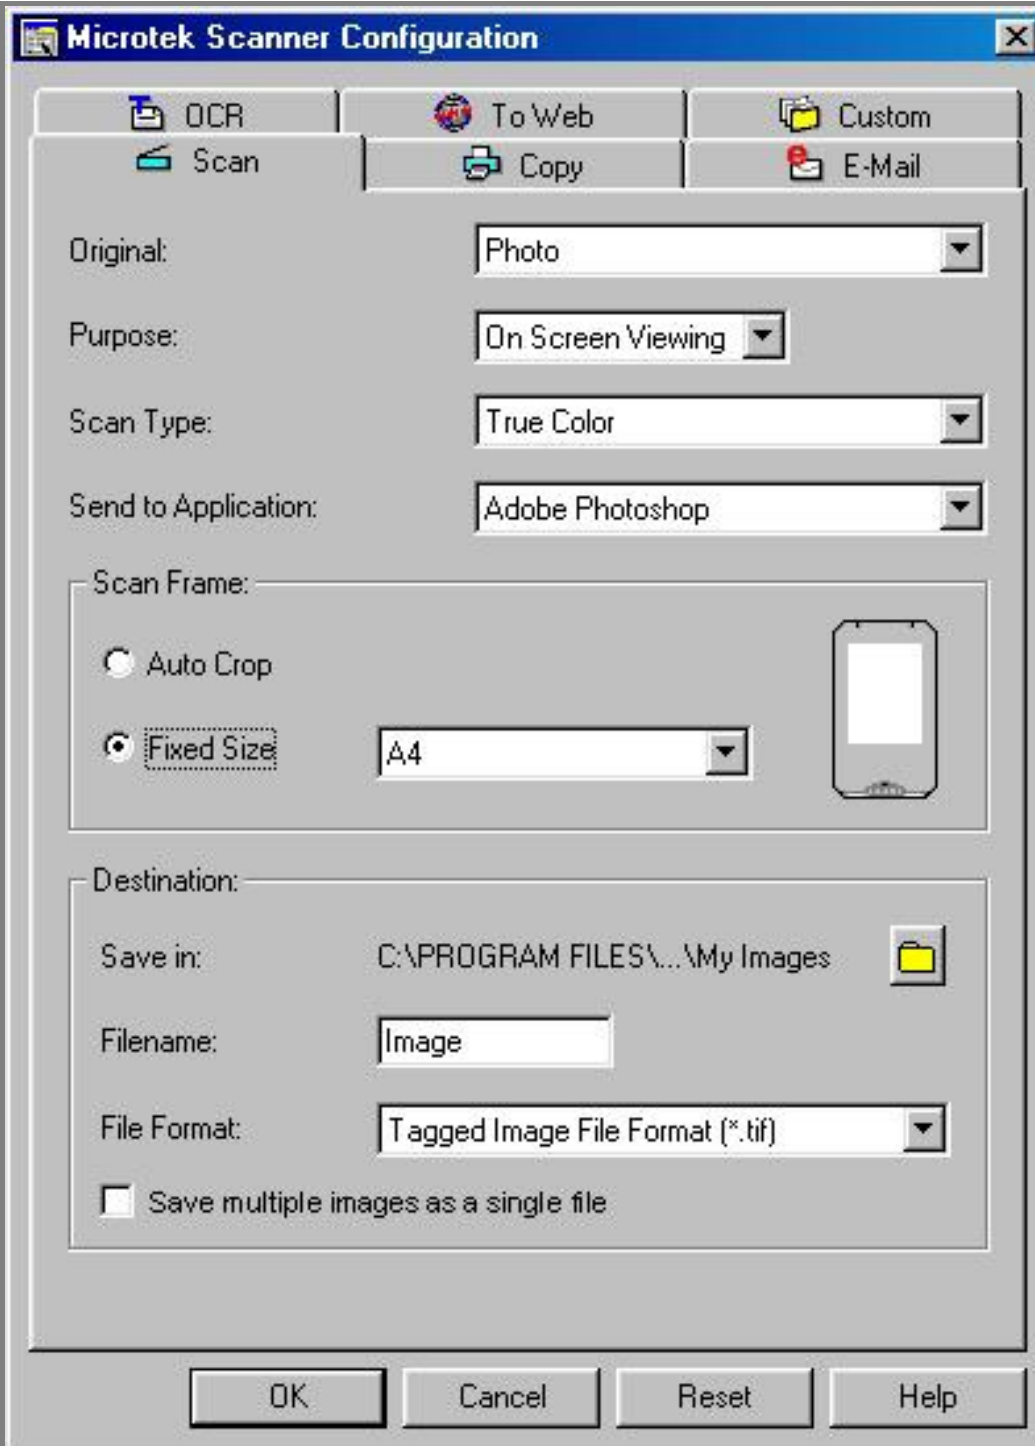 Microtek Scanner Configuration
OCR To Web Custom
Scan Copy E-Mail
Original: Photo
Purpose: On Screen Viewing
Scan Type: True Color
Send to Application: Adobe Photoshop
Scan Frame:
Auto Crop
Fixed Size A4
Destination:
Save in: C:\PROGRAM FILES\...\My Images
Filename: Image
File Format: Tagged Image File Format (*.tif)
Save multiple images as a single file
OK Cancel Reset Help